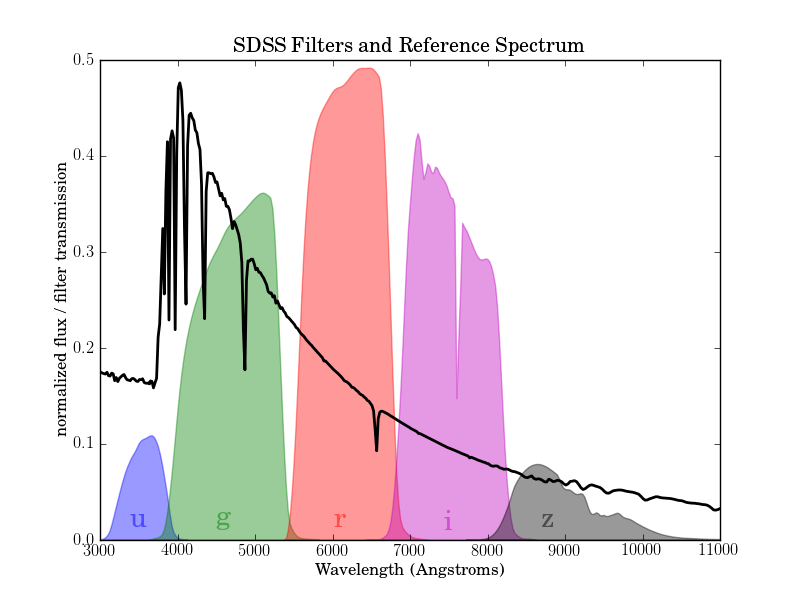 SDSS Filters and Reference Spectrum
normalized flux / filter transmission
0.5
0.4
0.3
0.2
0.1
0.0
u
g
r
i
z
3000 4000 5000 6000 7000 8000 9000 10000 11000
Wavelength (Angstroms)